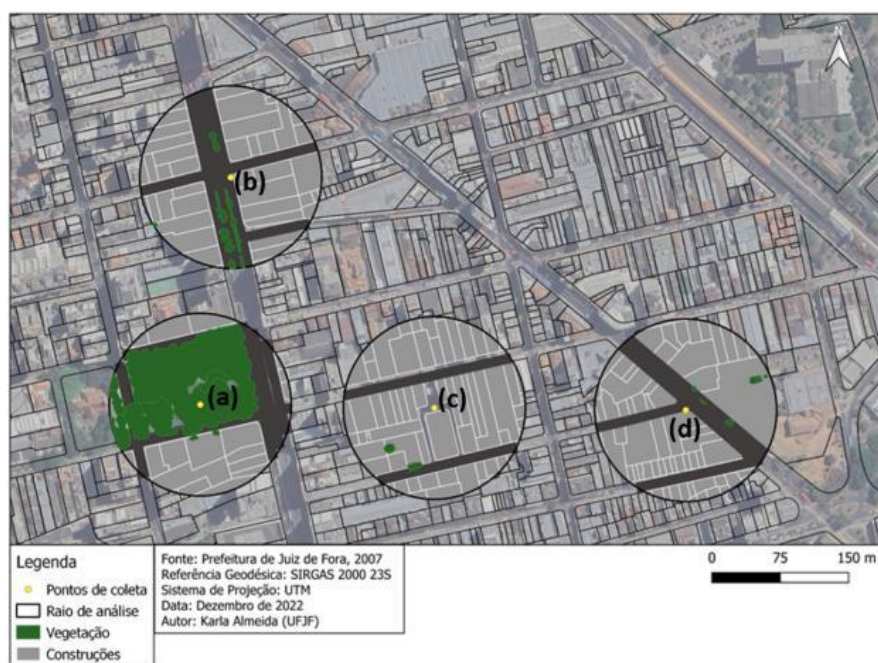 N
(b)
(a)
(c)
(d)
Legenda
Pontos de coleta
Raio de análise
Vegetação
Construções
Fonte: Prefeitura de Juiz de Fora, 2007
Referência Geodésica: SIRGAS 2000 23S
Sistema de Projeção: UTM
Data: Dezembro de 2022
Autor: Karla Almeida (UFJF)
0 75 150 m